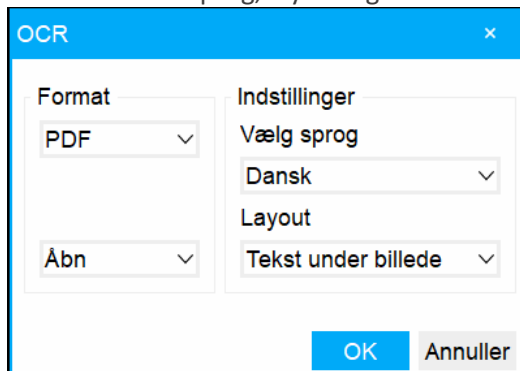 OCR
Format
PDF
Åbn
Indstillinger
Vælg sprog
Dansk
Layout
Tekst under billede
OK
Annuller